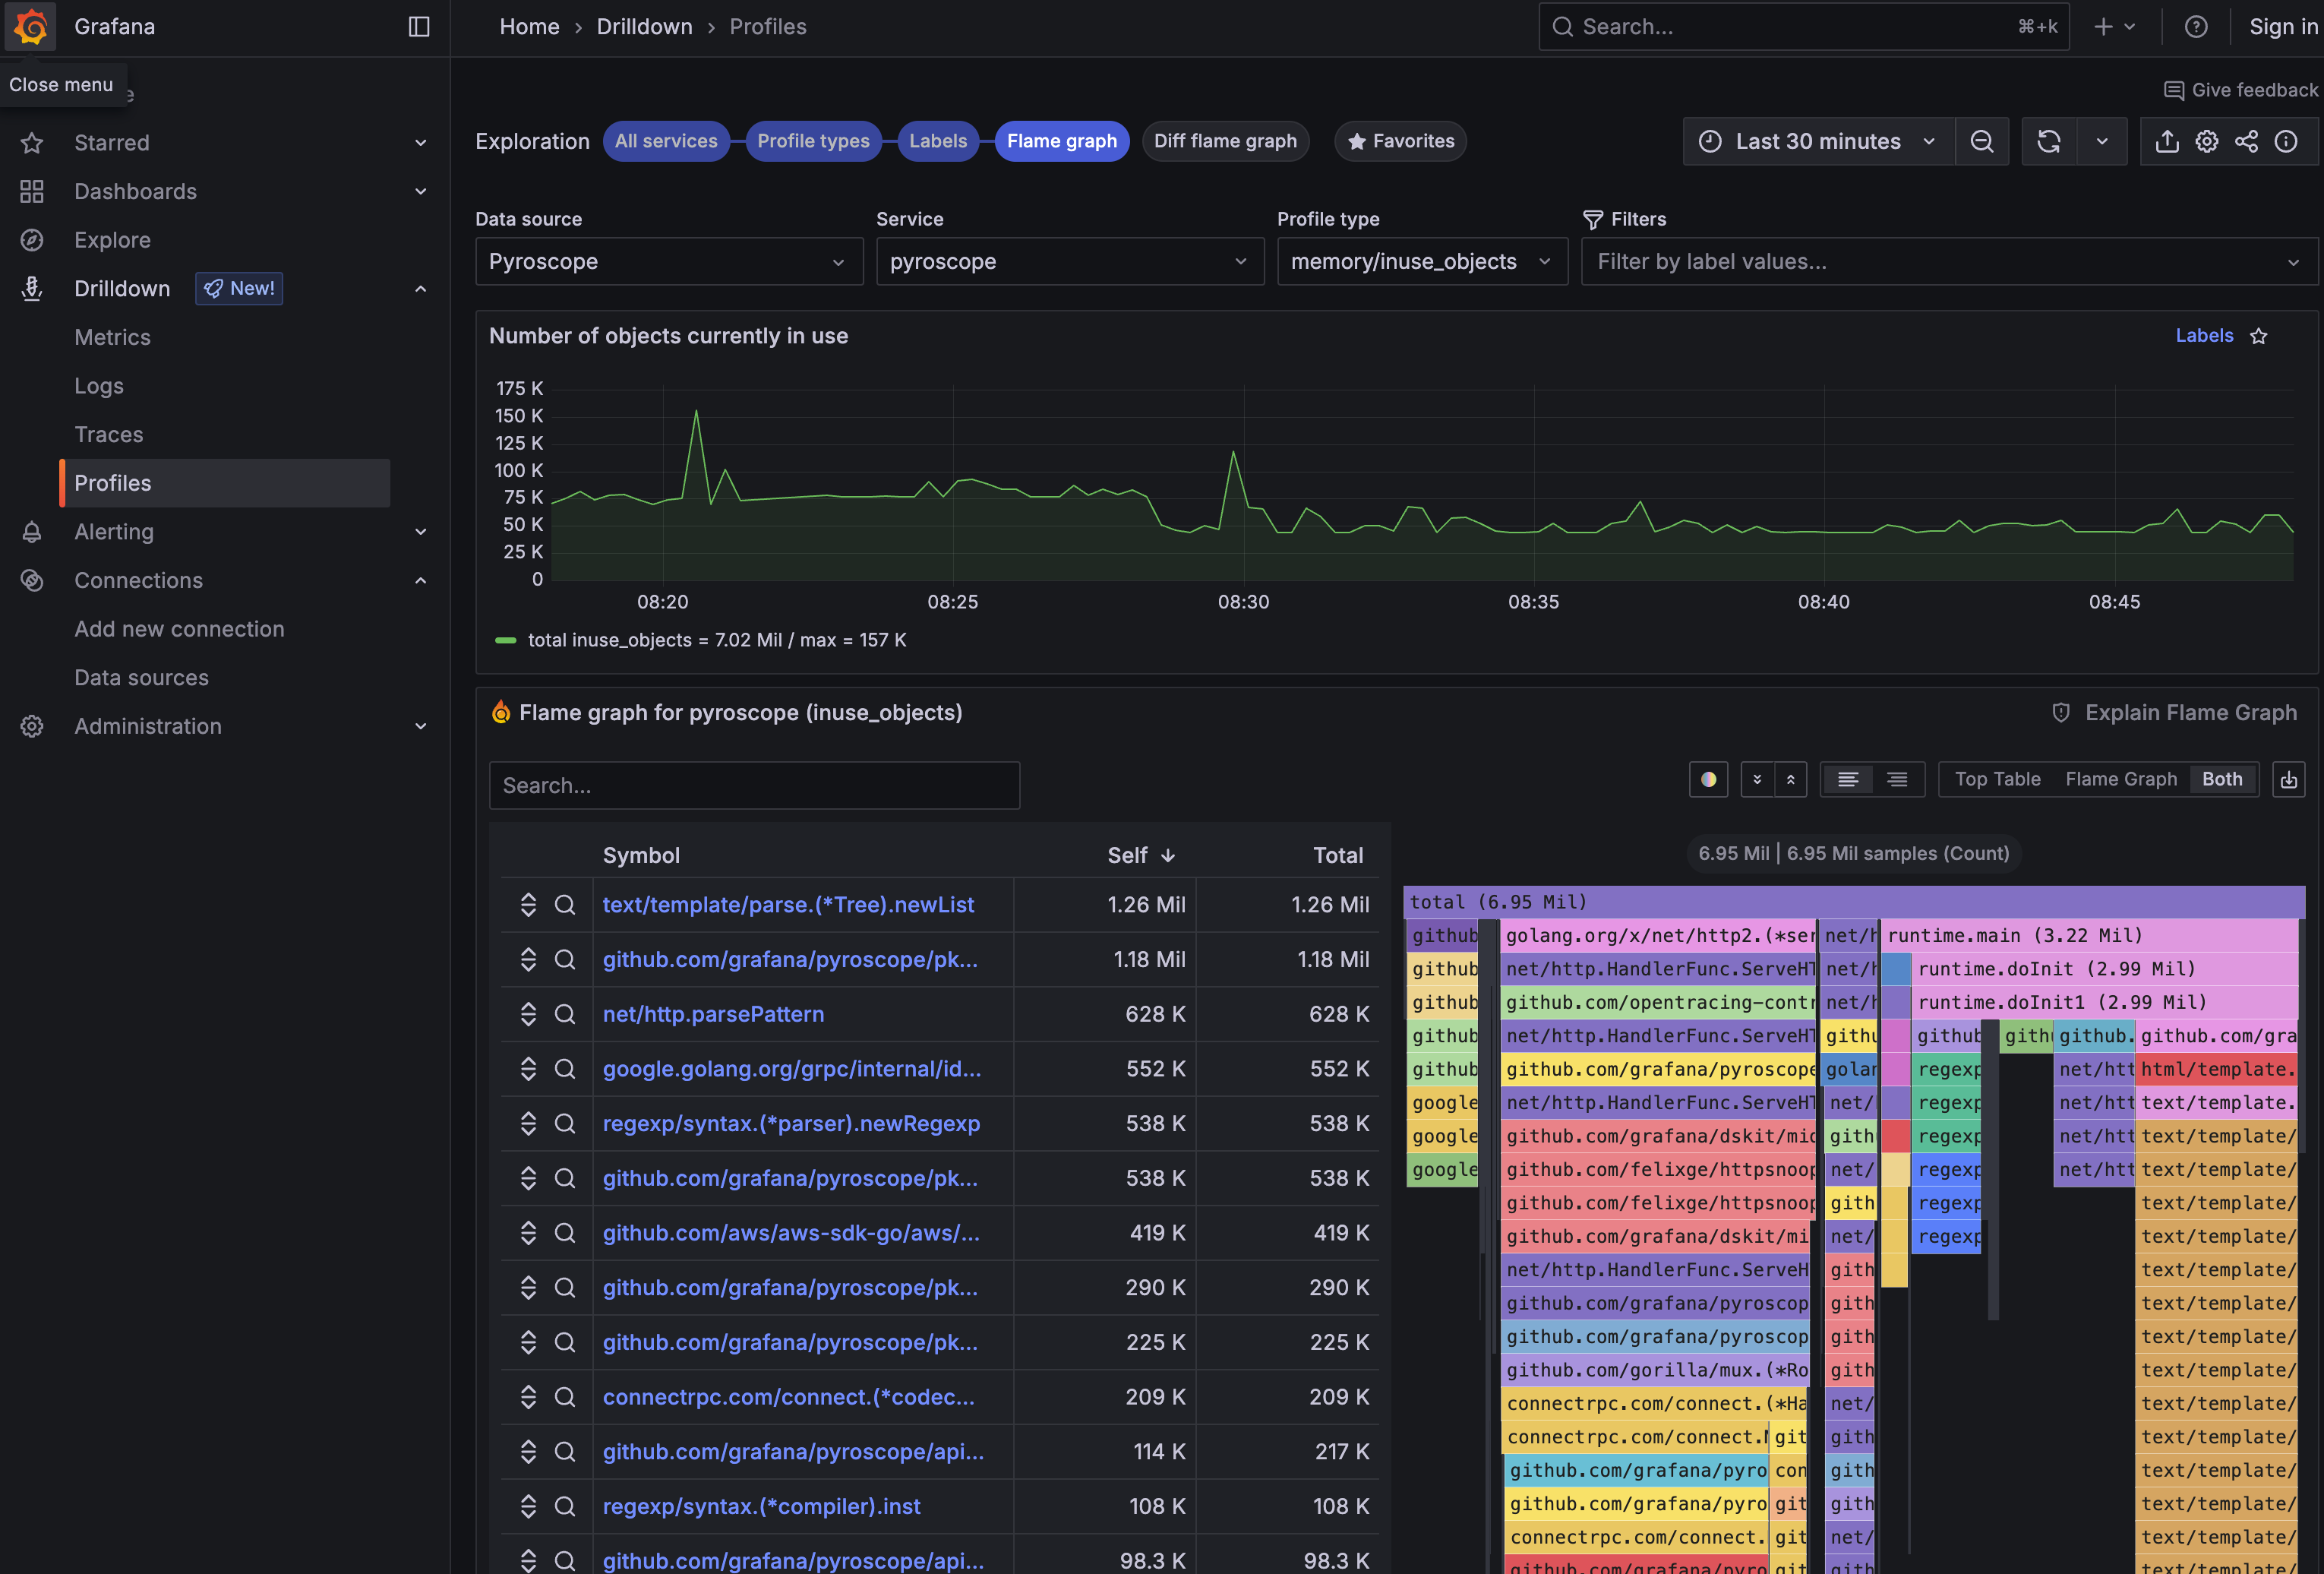 Grafana
Home › Drilldown › Profiles
Search...
⌘+k
Sign in
Close menu
Give feedback
Starred
Dashboards
Explore
Drilldown
New!
Metrics
Logs
Traces
Profiles
Alerting
Connections
Add new connection
Data sources
Administration
Exploration
All services
Profile types
Labels
Flame graph
Diff flame graph
Favorites
Last 30 minutes
Data source
Service
Profile type
Filters
Pyroscope
pyroscope
memory/inuse_objects
Filter by label values...
Number of objects currently in use
Labels
175 K
150 K
125 K
100 K
75 K
50 K
25 K
0
08:20
08:25
08:30
08:35
08:40
08:45
total inuse_objects = 7.02 Mil / max = 157 K
Flame graph for pyroscope (inuse_objects)
Explain Flame Graph
Search...
Top Table
Flame Graph
Both
Symbol Self Total
text/template/parse.(*Tree).newList 1.26 Mil 1.26 Mil
github.com/grafana/pyroscope/pk... 1.18 Mil 1.18 Mil
net/http.parsePattern 628 K 628 K
google.golang.org/grpc/internal/id... 552 K 552 K
regexp/syntax.(*parser).newRegexp 538 K 538 K
github.com/grafana/pyroscope/pk... 538 K 538 K
github.com/aws/aws-sdk-go/aws/... 419 K 419 K
github.com/grafana/pyroscope/pk... 290 K 290 K
github.com/grafana/pyroscope/pk... 225 K 225 K
connectrpc.com/connect.(*codec... 209 K 209 K
github.com/grafana/pyroscope/api... 114 K 217 K
regexp/syntax.(*compiler).inst 108 K 108 K
github.com/grafana/pyroscope/api... 98.3 K 98.3 K
6.95 Mil | 6.95 Mil samples (Count)
total (6.95 Mil)
github golang.org/x/net/http2.(*ser net/h runtime.main (3.22 Mil)
github net/http.HandlerFunc.ServeHT net/h runtime.doInit (2.99 Mil)
github github.com/opentracing-contr net/h runtime.doInit1 (2.99 Mil)
github net/http.HandlerFunc.ServeHT githu github githu github. github.com/gra
github github.com/grafana/pyroscope golan regexp net/htt html/template.
google net/http.HandlerFunc.ServeHT net/ regexp net/htt text/template.
google github.com/grafana/dskit/mid gith regexp net/htt text/template/
google github.com/felixge/httpsnoop net/ regexp net/htt text/template/
github.com/felixge/httpsnoop gith regexp text/template/
github.com/grafana/dskit/mi net/ regexp text/template/
net/http.HandlerFunc.ServeH gith text/template/
github.com/grafana/pyroscop gith text/template/
github.com/grafana/pyroscop gith text/template/
github.com/gorilla/mux.(*Ro gith text/template/
connectrpc.com/connect.(*Ha net/ text/template/
connectrpc.com/connect. git gith text/template/
github.com/grafana/pyro con gith text/template/
github.com/grafana/pyro git gith text/template/
connectrpc.com/connect. git net/ text/template/
github.com/grafana/pyro git gith text/template/